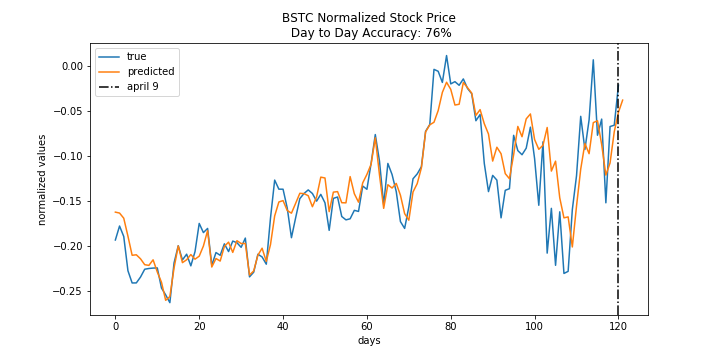 BSTC Normalized Stock Price
Day to Day Accuracy: 76%
true
predicted
april 9
normalized values
0.00
−0.05
−0.10
−0.15
−0.20
−0.25
0 20 40 60 80 100 120
days